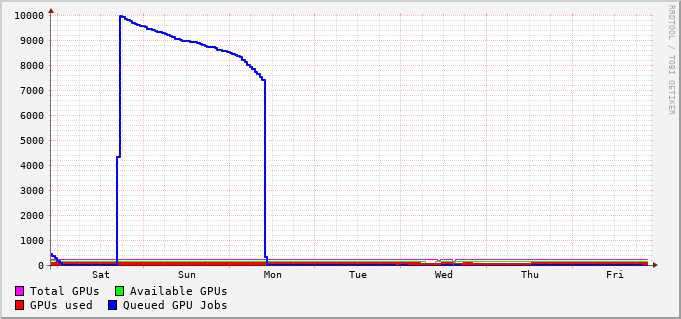 10000
9000
8000
7000
6000
5000
4000
3000
2000
1000
0
Sat Sun Mon Tue Wed Thu Fri
Total GPUs Available GPUs
GPUs used Queued GPU Jobs
RRDTOOL / TOBI OETIKER